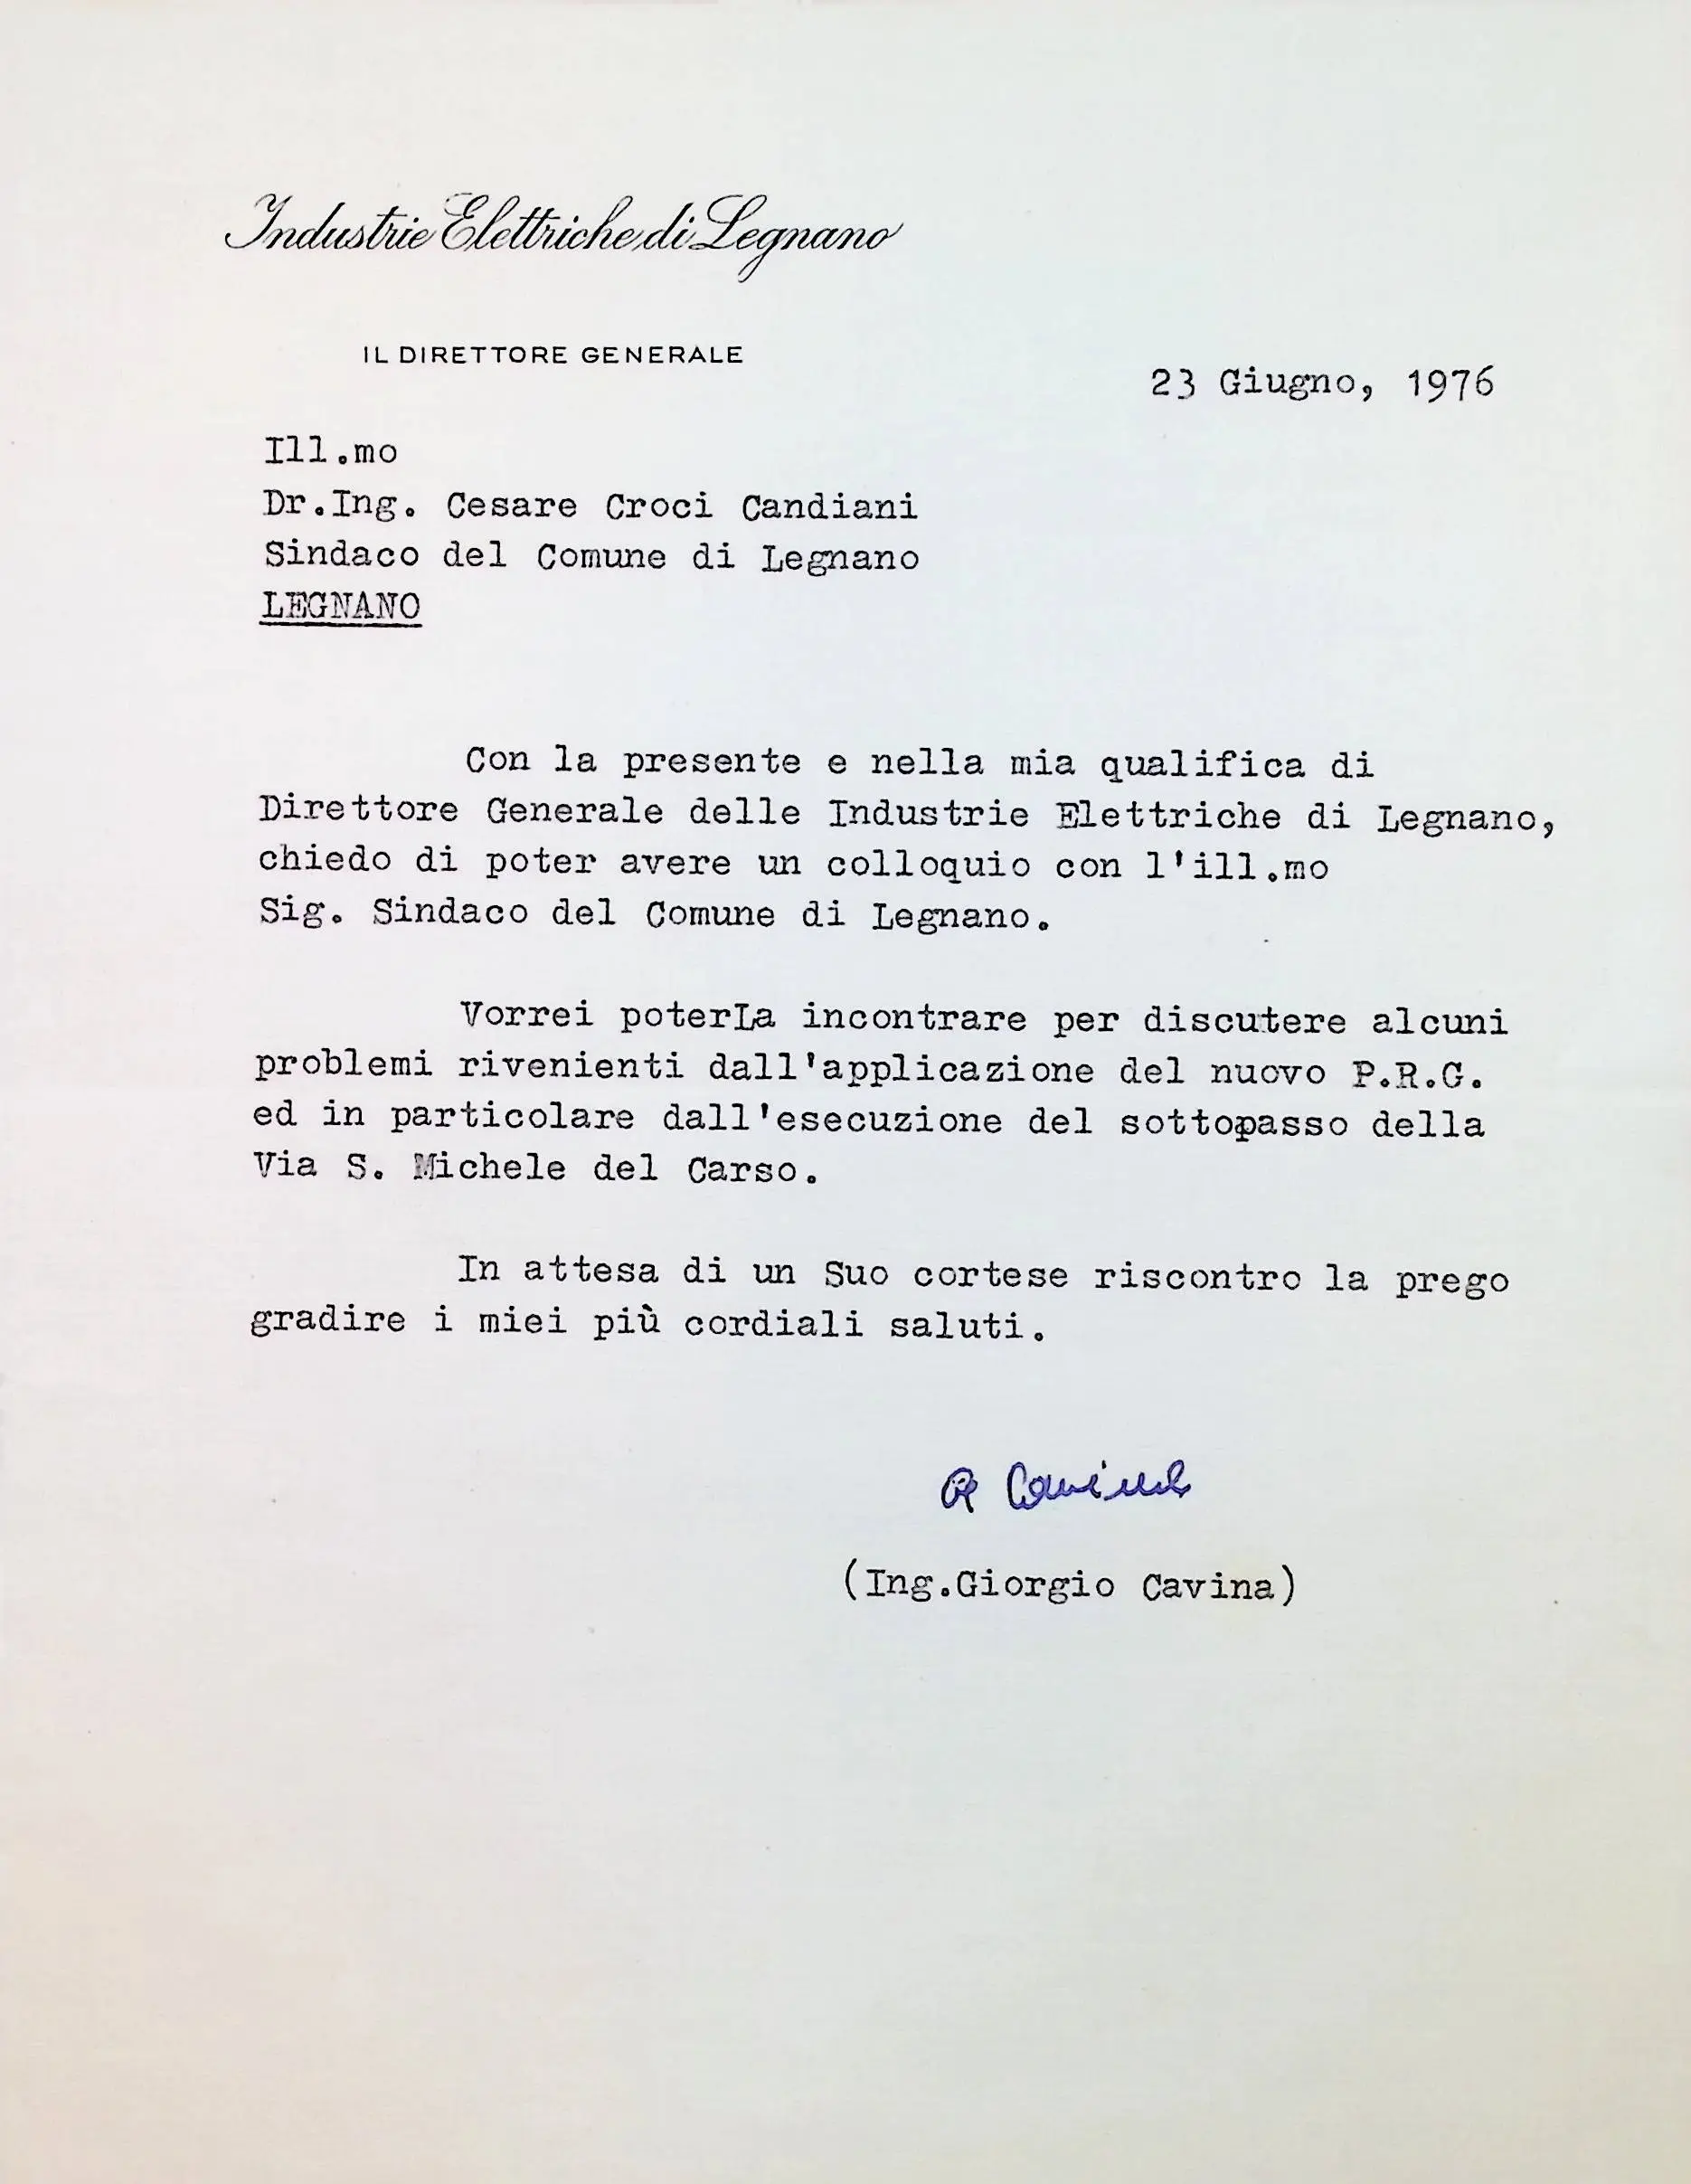 Industrie Elettriche di Legnano
IL DIRETTORE GENERALE
23 Giugno, 1976
Ill.mo
Dr.Ing. Cesare Croci Candiani
Sindaco del Comune di Legnano
LEGNANO
Con la presente e nella mia qualifica di
Direttore Generale delle Industrie Elettriche di Legnano,
chiedo di poter avere un colloquio con l'ill.mo
Sig. Sindaco del Comune di Legnano.
Vorrei poterLa incontrare per discutere alcuni
problemi rivenienti dall'applicazione del nuovo P.R.G.
ed in particolare dall'esecuzione del sottopasso della
Via S. Michele del Carso.
In attesa di un Suo cortese riscontro la prego
gradire i miei più cordiali saluti.
Cavina
(Ing.Giorgio Cavina)